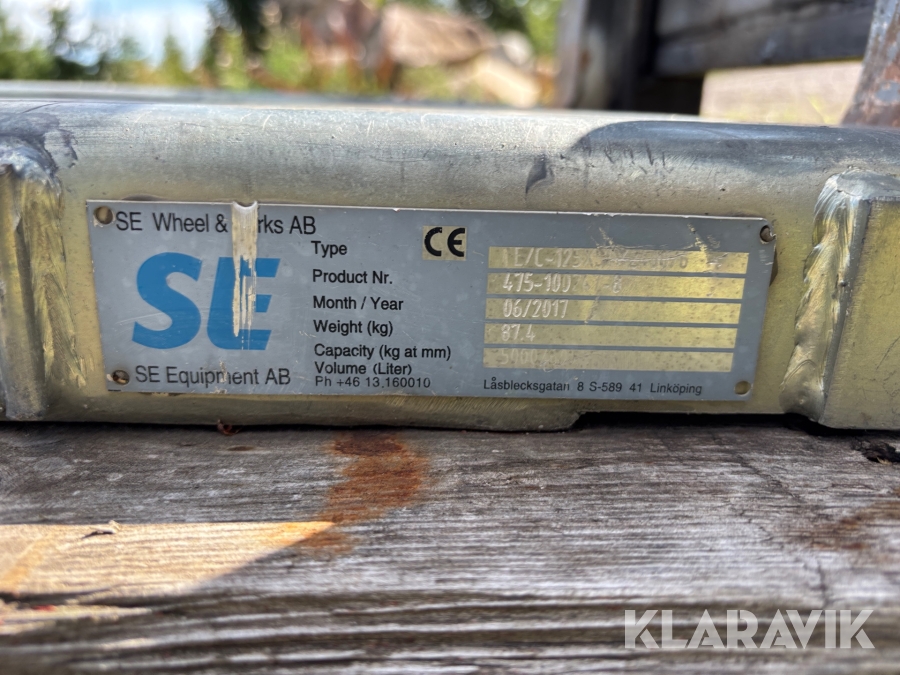 SE Wheel & rks AB
CE
Type
SE
Product Nr. 475-100
Month / Year 06/2017
Weight (kg) 87.4
Capacity (kg at mm)
Volume (Liter)
SE Equipment AB Ph +46 13.160010 Låsblecksgatan 8 S-589 41 Linköping
KLARAVIK